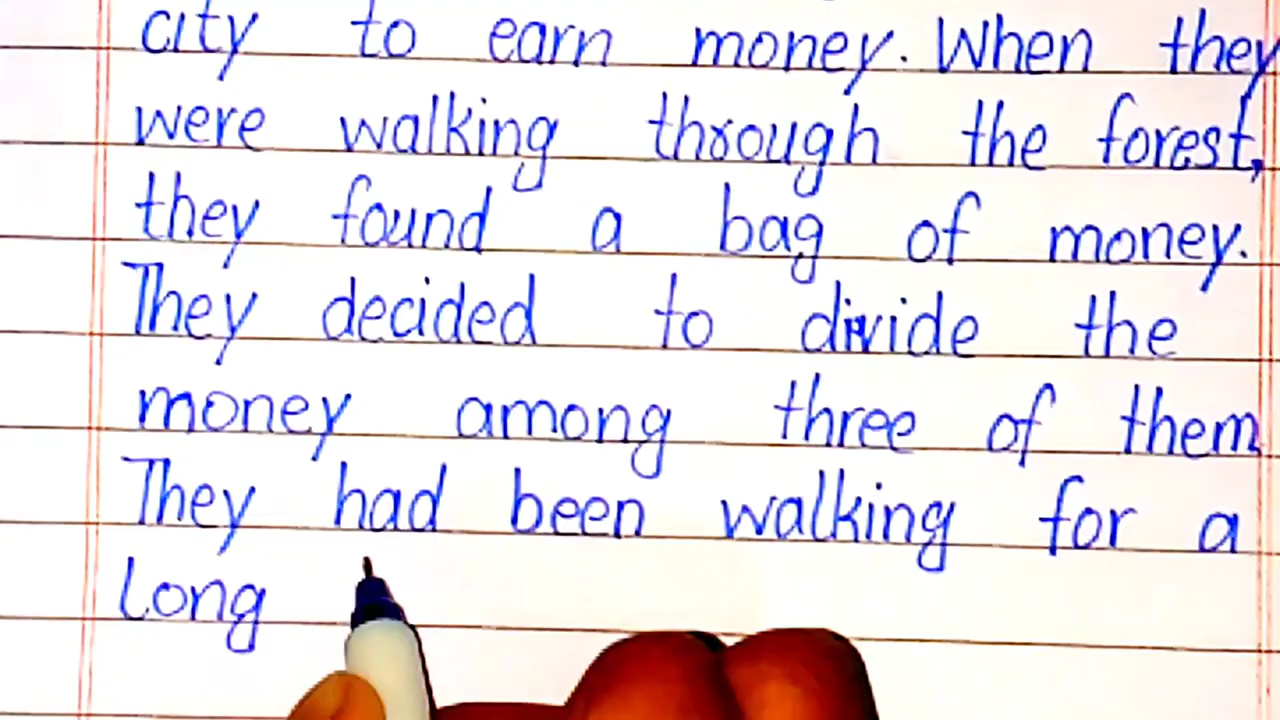 city to earn money. When they
were walking through the forest,
they found a bag of money.
They decided to divide the
money among three of them
They had been walking for a
long